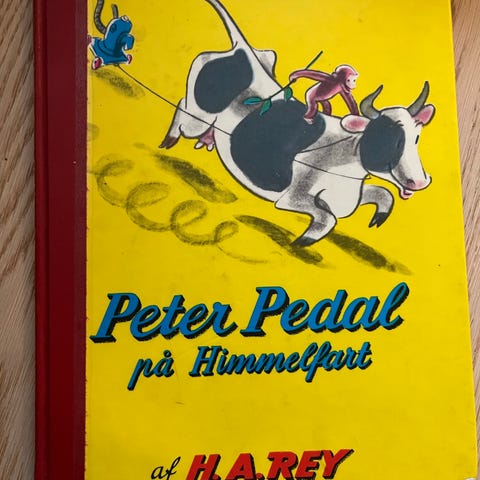 Peter Pedal
på Himmelfart
af H.A.REY